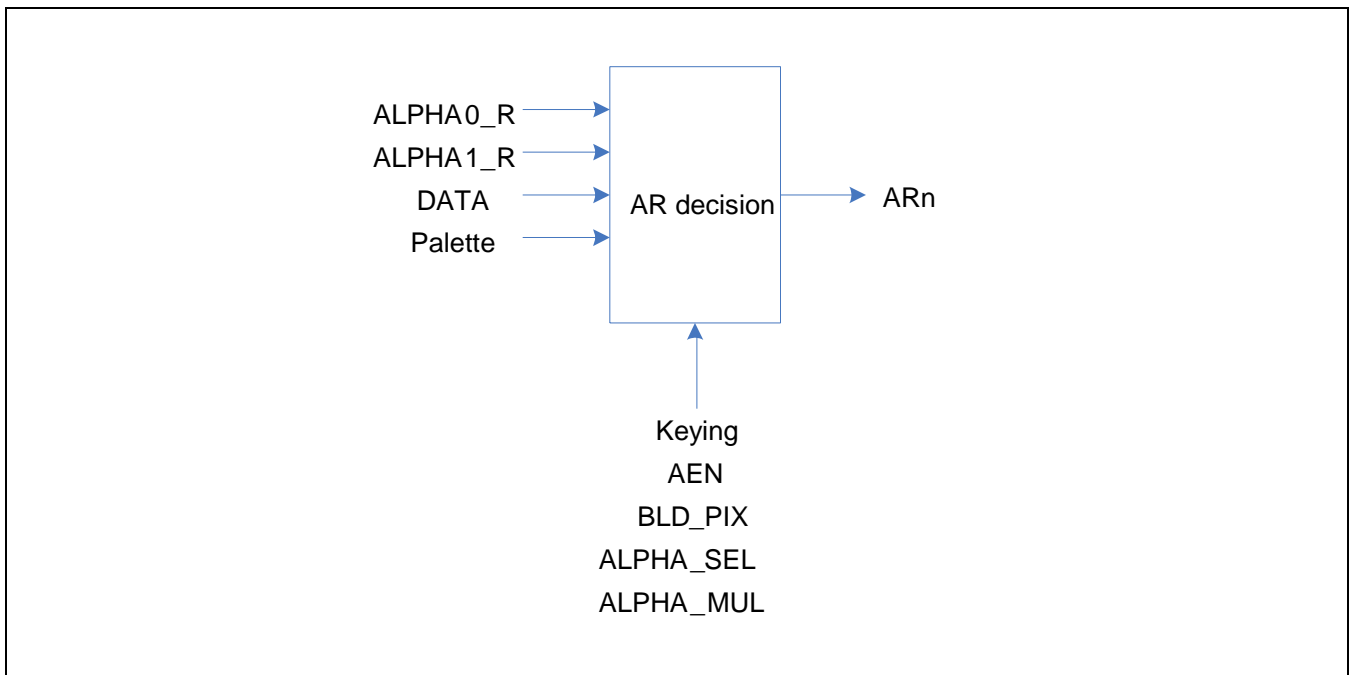 ALPHA0_R
ALPHA1_R
DATA
Palette
AR decision
ARn
Keying
AEN
BLD_PIX
ALPHA_SEL
ALPHA_MUL